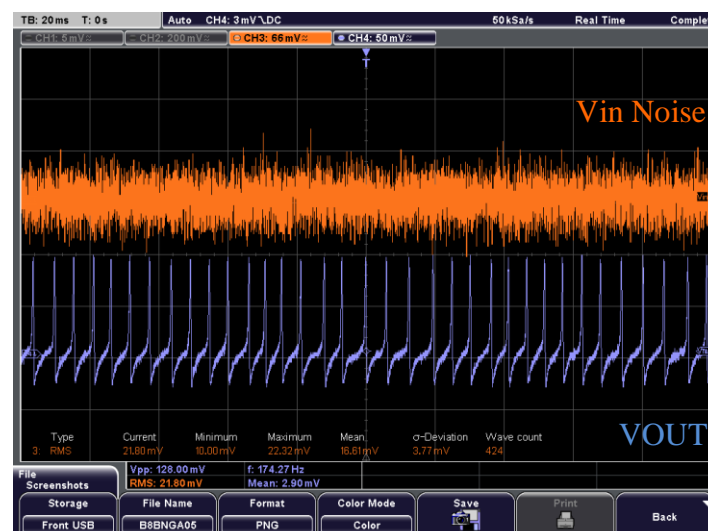 TB: 20ms T: 0s Auto CH4: 3mV DC 50kSa/s Real Time Comple
CH1: 5mV CH2: 200mV CH3: 66mV CH4: 50mV
T
Vin Noise
Type Current Minimum Maximum Mean σ-Deviation Wave count
3: RMS 21.80mV 10.00mV 22.32mV 16.61mV 3.77mV 424
VOUT
File
Screenshots
Vpp: 128.00mV f: 174.27Hz
RMS: 21.80mV Mean: 2.90mV
Storage File Name Format Color Mode Save Print Back
Front USB B8BNGA05 PNG Color